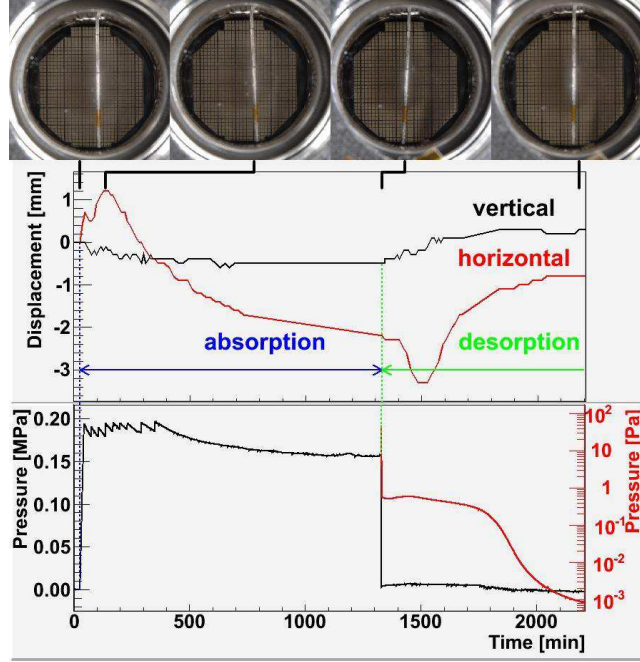 Displacement [mm]
1
0
-1
-2
-3
vertical
horizontal
absorption
desorption
Pressure [MPa]
0.20
0.15
0.10
0.05
0.00
Pressure [Pa]
10²
10
1
10⁻¹
10⁻²
10⁻³
0 500 1000 1500 2000
Time [min]